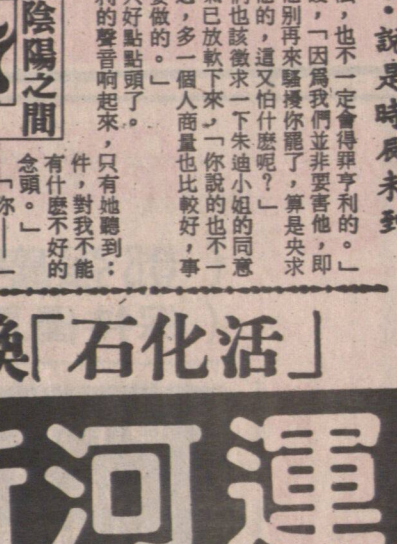 說是時辰未到
也不一定會得罪亨利的。」
「因為我們並非要害他,即
別再來騷擾你罷了,算是央求
的,這又怕什麽呢?」
也該徵求一下朱迪小姐的同意
已放軟下來,「你說的也不一
,多一個人商量也比較好,事
要做的。」
好點點頭了。
的聲音响起來,只有她聽到:
陰陽之間
件,對我不能
有什麽不好的
念頭。」
「你——
「石化活」
河運